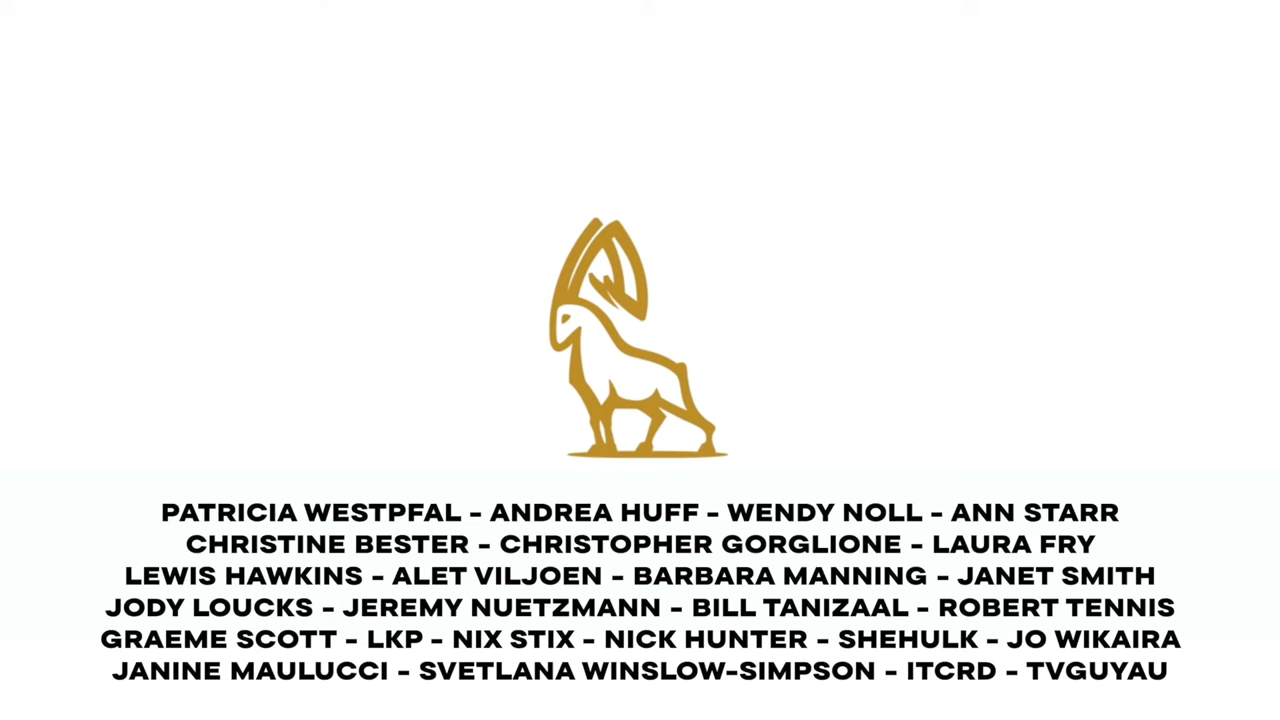 PATRICIA WESTPFAL - ANDREA HUFF - WENDY NOLL - ANN STARR
CHRISTINE BESTER - CHRISTOPHER GORGLIONE - LAURA FRY
LEWIS HAWKINS - ALET VILJOEN - BARBARA MANNING - JANET SMITH
JODY LOUCKS - JEREMY NUETZMANN - BILL TANIZAAL - ROBERT TENNIS
GRAEME SCOTT - LKP - NIX STIX - NICK HUNTER - SHEHULK - JO WIKAIRA
JANINE MAULUCCI - SVETLANA WINSLOW-SIMPSON - ITCRD - TVGUYAU